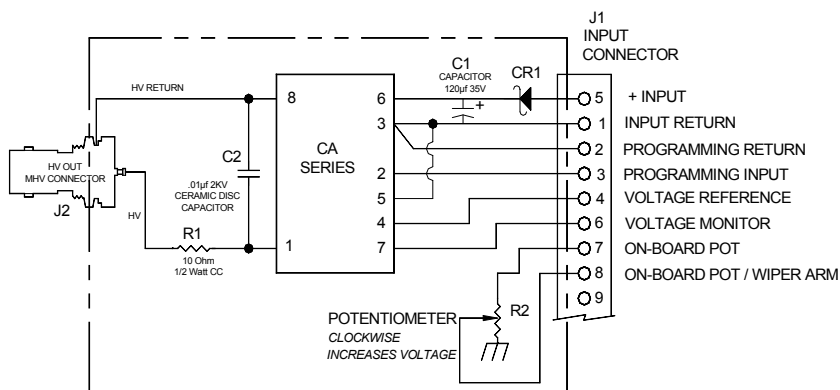 J1
INPUT
CONNECTOR
C1
CAPACITOR
120µf 35V
+
CR1
HV RETURN
8
6
5
+ INPUT
3
1
INPUT RETURN
CA
SERIES
2
PROGRAMMING RETURN
C2
2
3
PROGRAMMING INPUT
HV OUT
MHV CONNECTOR
.01µf 2KV
CERAMIC DISC
CAPACITOR
5
4
VOLTAGE REFERENCE
J2
HV
4
6
VOLTAGE MONITOR
R1
1
7
7
ON-BOARD POT
10 Ohm
1/2 Watt CC
8
ON-BOARD POT / WIPER ARM
9
R2
POTENTIOMETER
CLOCKWISE
INCREASES VOLTAGE